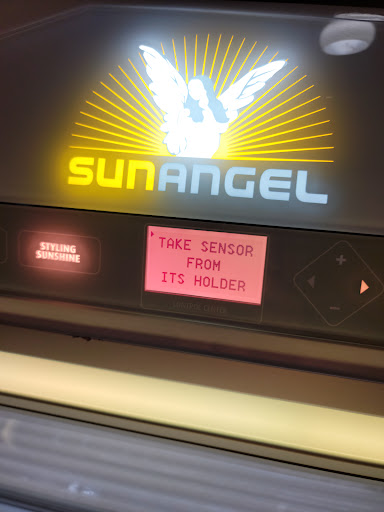 SUNANGEL
STYLING
SUNSHINE
TAKE SENSOR
FROM
ITS HOLDER